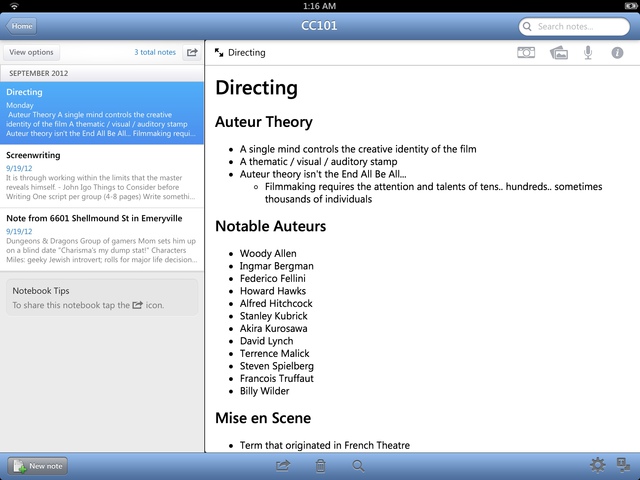 1:16 AM
Home
CC101
Search notes...
View options
3 total notes
SEPTEMBER 2012
Directing
Monday
Auteur Theory A single mind controls the creative
identity of the film A thematic / visual / auditory stamp
Auteur theory isn't the End All Be All... Filmmaking requi...
Screenwriting
9/19/12
It is through working within the limits that the master
reveals himself. - John Igo Things to Consider before
Writing One script per group (4-8 pages) Write somethi...
Note from 6601 Shellmound St in Emeryville
9/19/12
Dungeons & Dragons Group of gamers Mom sets him up
on a blind date "Charisma's my dump stat!" Characters
Miles: geeky Jewish introvert; rolls for major life decision...
Notebook Tips
To share this notebook tap the icon.
New note
Directing
Directing
Auteur Theory
A single mind controls the creative identity of the film
A thematic / visual / auditory stamp
Auteur theory isn't the End All Be All...
Filmmaking requires the attention and talents of tens.. hundreds.. sometimes
thousands of individuals
Notable Auteurs
Woody Allen
Ingmar Bergman
Federico Fellini
Howard Hawks
Alfred Hitchcock
Stanley Kubrick
Akira Kurosawa
David Lynch
Terrence Malick
Steven Spielberg
Francois Truffaut
Billy Wilder
Mise en Scene
Term that originated in French Theatre